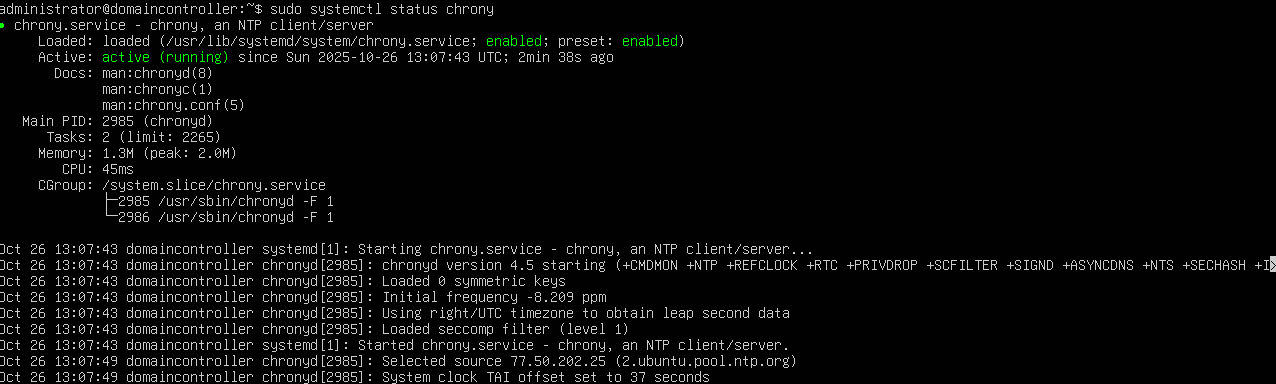 administrator@domaincontroller:~$ sudo systemctl status chrony
● chrony.service - chrony, an NTP client/server
Loaded: loaded (/usr/lib/systemd/system/chrony.service; enabled; preset: enabled)
Active: active (running) since Sun 2025-10-26 13:07:43 UTC; 2min 38s ago
Docs: man:chronyd(8)
man:chronyc(1)
man:chrony.conf(5)
Main PID: 2985 (chronyd)
Tasks: 2 (limit: 2265)
Memory: 1.3M (peak: 2.0M)
CPU: 45ms
CGroup: /system.slice/chrony.service
├─2985 /usr/sbin/chronyd -F 1
└─2986 /usr/sbin/chronyd -F 1
Oct 26 13:07:43 domaincontroller systemd[1]: Starting chrony.service - chrony, an NTP client/server...
Oct 26 13:07:43 domaincontroller chronyd[2985]: chronyd version 4.5 starting (+CMDMON +NTP +REFCLOCK +RTC +PRIVDROP +SCFILTER +SIGND +ASYNCDNS +NTS +SECHASH +I>
Oct 26 13:07:43 domaincontroller chronyd[2985]: Loaded 0 symmetric keys
Oct 26 13:07:43 domaincontroller chronyd[2985]: Initial frequency -8.209 ppm
Oct 26 13:07:43 domaincontroller chronyd[2985]: Using right/UTC timezone to obtain leap second data
Oct 26 13:07:43 domaincontroller chronyd[2985]: Loaded seccomp filter (level 1)
Oct 26 13:07:43 domaincontroller systemd[1]: Started chrony.service - chrony, an NTP client/server.
Oct 26 13:07:49 domaincontroller chronyd[2985]: Selected source 77.50.202.25 (2.ubuntu.pool.ntp.org)
Oct 26 13:07:49 domaincontroller chronyd[2985]: System clock TAI offset set to 37 seconds